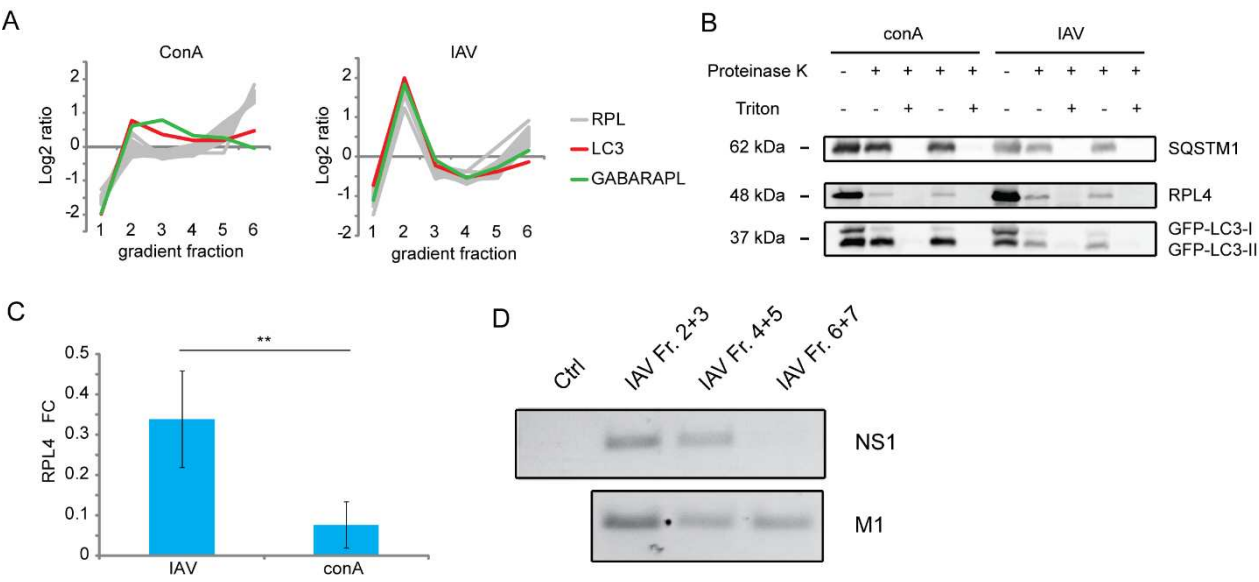 A
ConA
IAV
Log2 ratio
2
1
0
-1
-2
1 2 3 4 5 6
gradient fraction
Log2 ratio
2
1
0
-1
-2
1 2 3 4 5 6
gradient fraction
RPL
LC3
GABARAPL
B
conA
IAV
Proteinase K - + + + + - + + + +
Triton - - + - + - - + - +
62 kDa – SQSTM1
48 kDa – RPL4
37 kDa – GFP-LC3-I
GFP-LC3-II
C
RPL4 FC
0.5
0.4
0.3
0.2
0.1
0
**
IAV
conA
D
Ctrl
IAV Fr. 2+3
IAV Fr. 4+5
IAV Fr. 6+7
NS1
M1